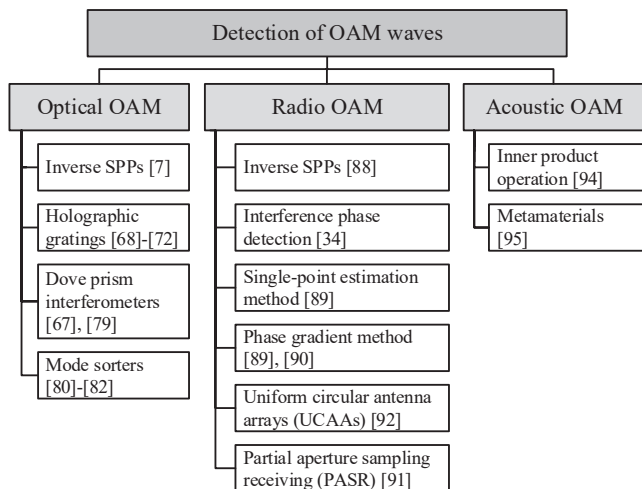 Detection of OAM waves
Optical OAM
Inverse SPPs [7]
Holographic
gratings [68]-[72]
Dove prism
interferometers
[67], [79]
Mode sorters
[80]-[82]
Radio OAM
Inverse SPPs [88]
Interference phase
detection [34]
Single-point estimation
method [89]
Phase gradient method
[89], [90]
Uniform circular antenna
arrays (UCAAs) [92]
Partial aperture sampling
receiving (PASR) [91]
Acoustic OAM
Inner product
operation [94]
Metamaterials
[95]